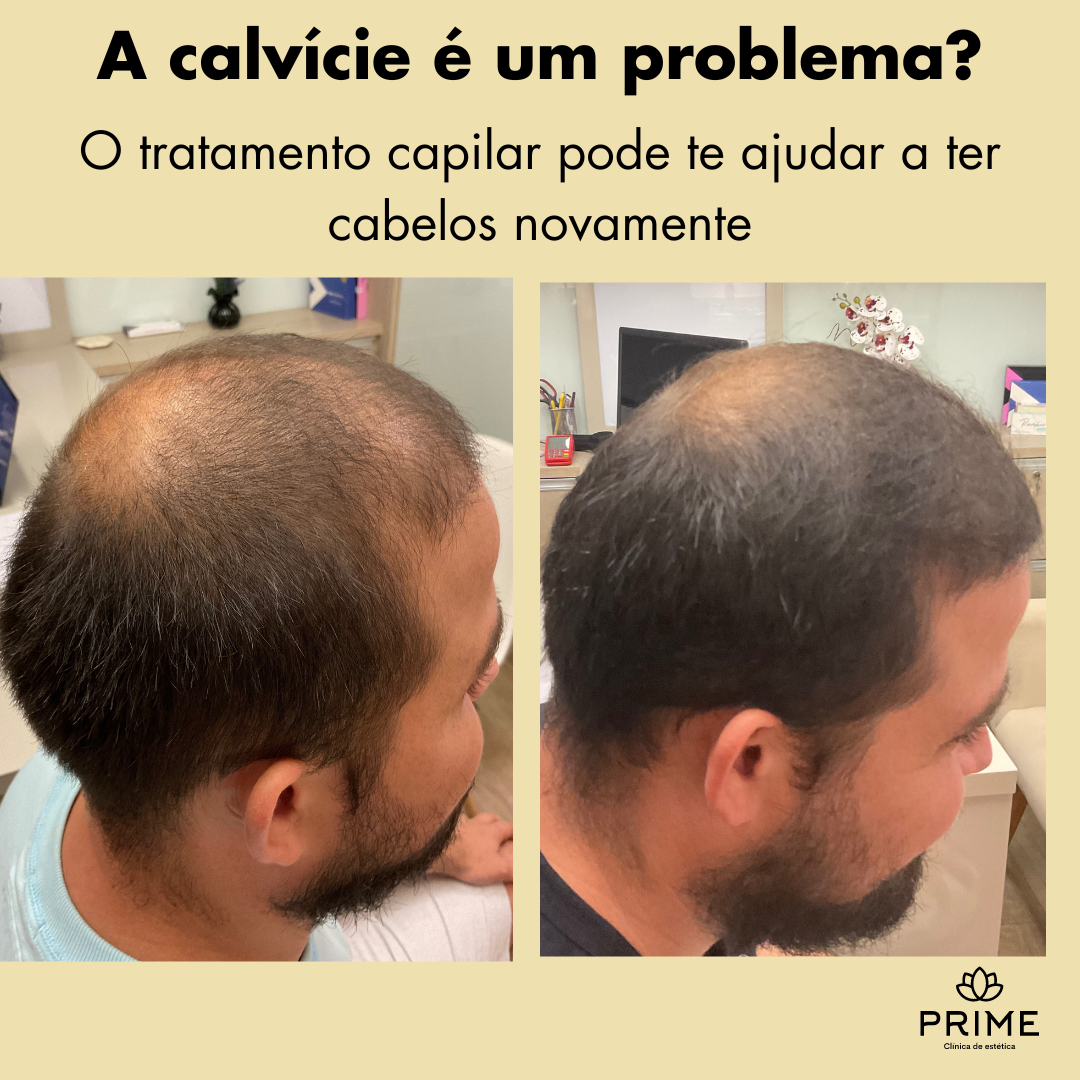 A calvície é um problema?
O tratamento capilar pode te ajudar a ter
cabelos novamente
PRIME
Clínica de estética